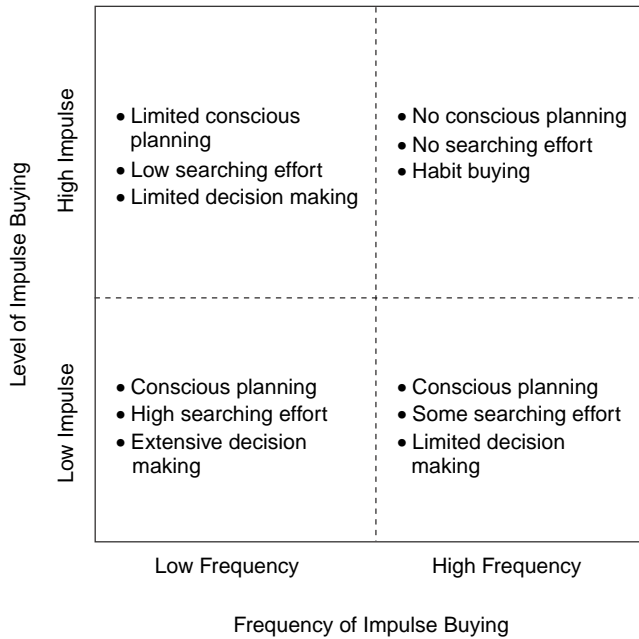 Level of Impulse Buying
High Impulse
• Limited conscious
planning
• Low searching effort
• Limited decision making
• No conscious planning
• No searching effort
• Habit buying
Low Impulse
• Conscious planning
• High searching effort
• Extensive decision
making
• Conscious planning
• Some searching effort
• Limited decision
making
Low Frequency
High Frequency
Frequency of Impulse Buying